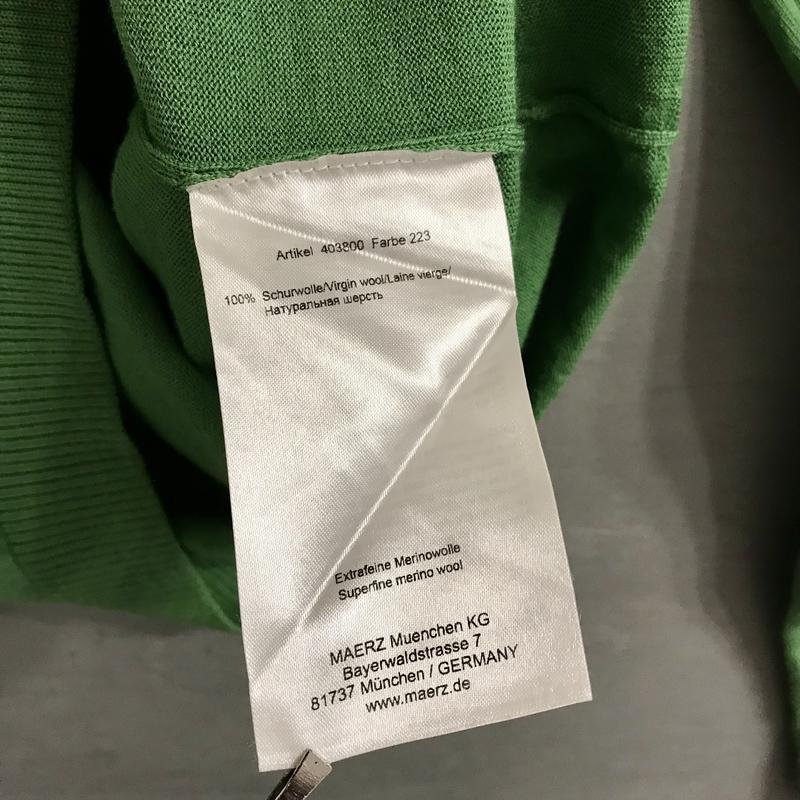 Artikel 403800 Farbe 223
100% Schurwolle/Virgin wool/Laine vierge/
Натуральная шерсть
Extrafeine Merinowolle
Superfine merino wool
MAERZ Muenchen KG
Bayerwaldstrasse 7
81737 München / GERMANY
www.maerz.de